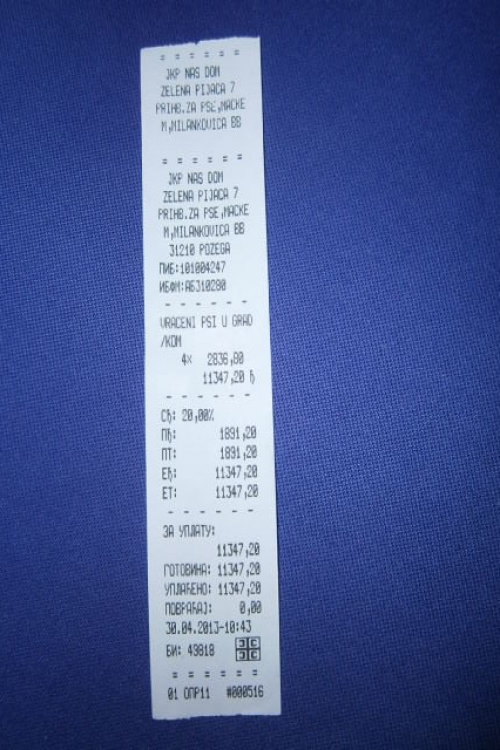 = = = = = =
JKP NAS DOM
ZELENA PIJACA 7
PRIHB.ZA PSE,MACKE
M,MILANKOVICA BB
= = = = = =
JKP NAS DOM
ZELENA PIJACA 7
PRIHB.ZA PSE,MACKE
M,MILANKOVICA BB
31210 POZEGA
ПИБ:101004247
ИБФМ:АБ310280
- - - - - -
VRACENI PSI U GRAD
/KOM
4x 2836,80
11347,20 Ђ
- - - - - -
СЂ: 20,00%
ПЂ: 1891,20
ПТ: 1891,20
ЕЂ: 11347,20
ЕТ: 11347,20
- - - - - -
ЗА УПЛАТУ:
11347,20
ГОТОВИНА: 11347,20
УПЛАЋЕНО: 11347,20
ПОВРАЋАЈ: 0,00
30.04.2013-10:43
БИ: 49818
= = = = = =
01 ОПР11 #000516